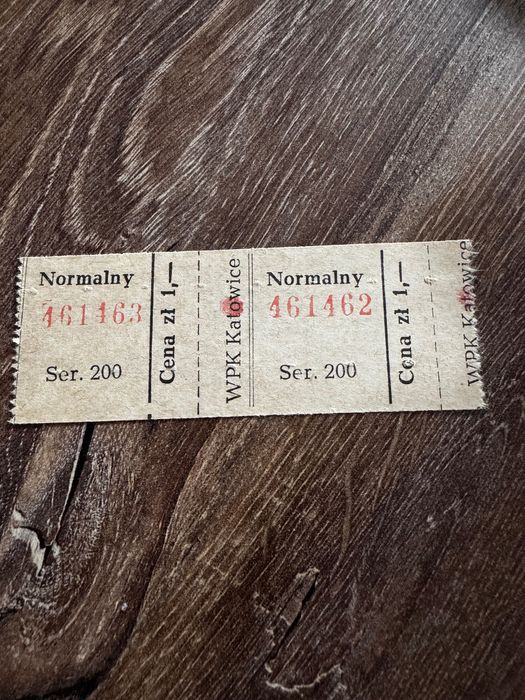 Normalny
461463
Ser. 200
Cena zł 1,—
WPK Katowice
Normalny
461462
Ser. 200
Cena zł 1,—
WPK Katowice